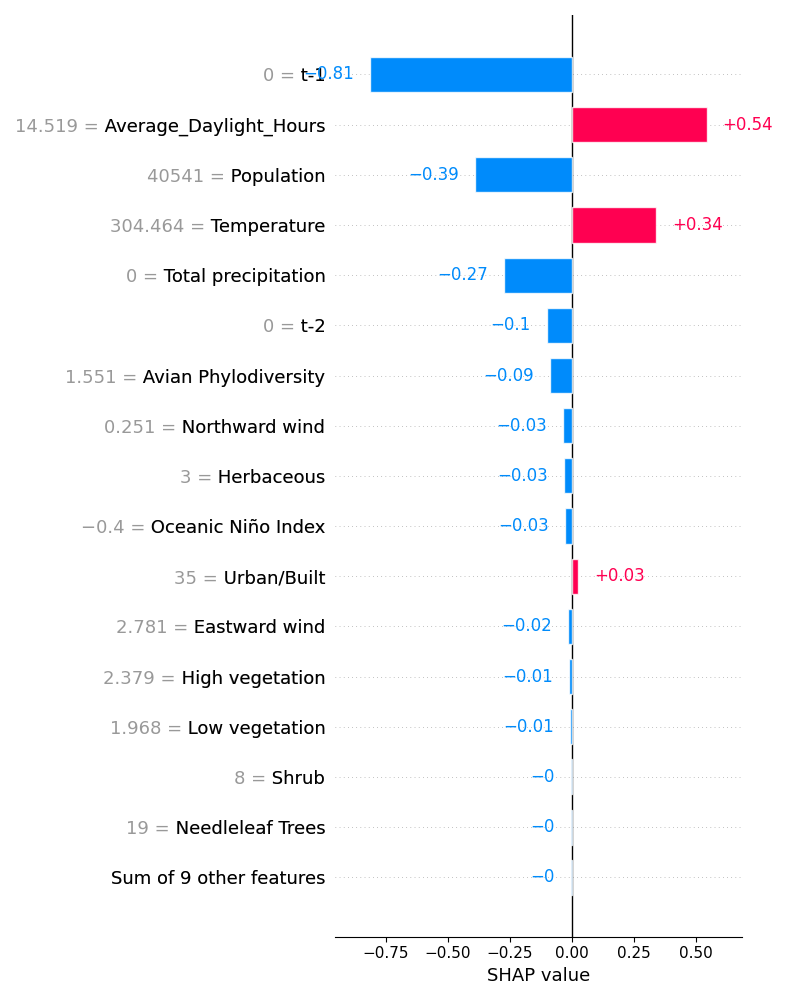 0 = t-1 −0.81
14.519 = Average_Daylight_Hours +0.54
40541 = Population −0.39
304.464 = Temperature +0.34
0 = Total precipitation −0.27
0 = t-2 −0.1
1.551 = Avian Phylodiversity −0.09
0.251 = Northward wind −0.03
3 = Herbaceous −0.03
−0.4 = Oceanic Niño Index −0.03
35 = Urban/Built +0.03
2.781 = Eastward wind −0.02
2.379 = High vegetation −0.01
1.968 = Low vegetation −0.01
8 = Shrub −0
19 = Needleleaf Trees −0
Sum of 9 other features −0
−0.75 −0.50 −0.25 0.00 0.25 0.50
SHAP value